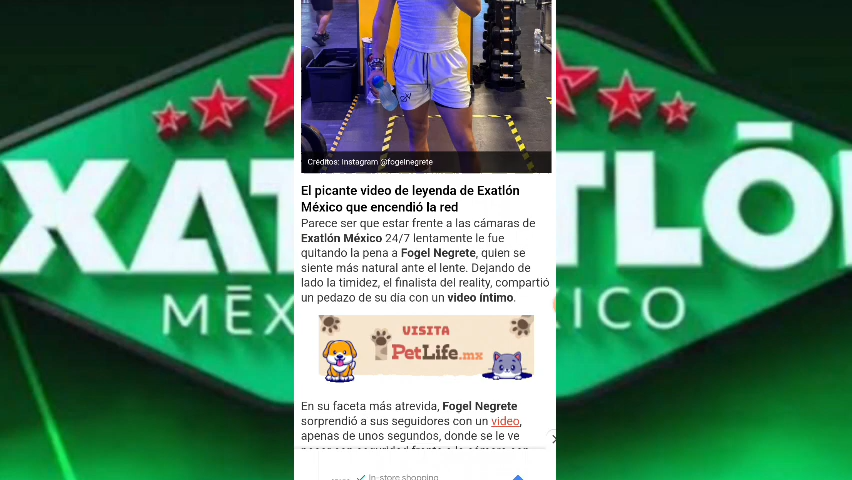 EXATLÓN
MÉXICO
Créditos: Instagram @fogelnegrete
El picante video de leyenda de Exatlón
México que encendió la red
Parece ser que estar frente a las cámaras de
Exatlón México 24/7 lentamente le fue
quitando la pena a Fogel Negrete, quien se
siente más natural ante el lente. Dejando de
lado la timidez, el finalista del reality, compartió
un pedazo de su día con un video íntimo.
VISITA
PetLife.mx
En su faceta más atrevida, Fogel Negrete
sorprendió a sus seguidores con un video,
apenas de unos segundos, donde se le ve
In-store shopping